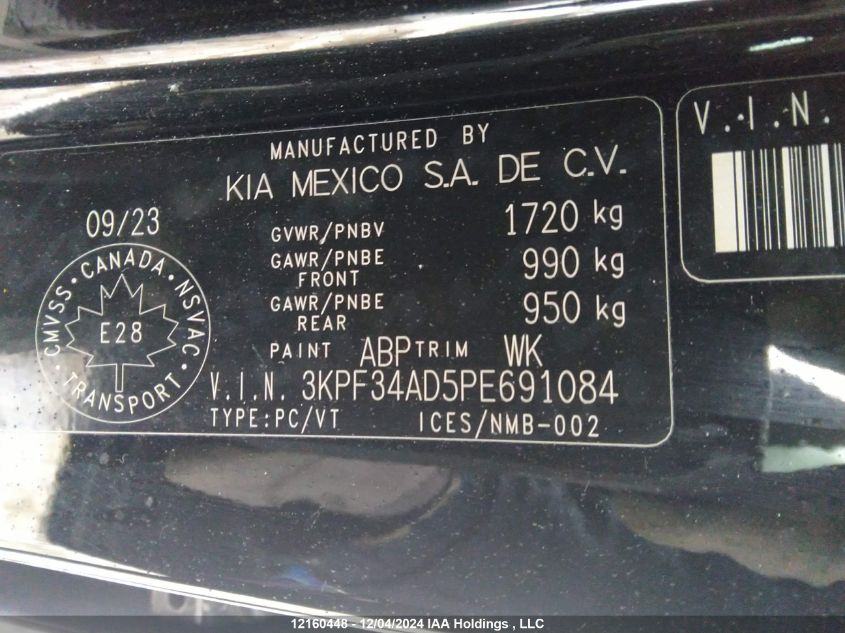 MANUFACTURED BY
KIA MEXICO S.A. DE C.V.
09/23
GVWR/PNBV 1720 kg
GAWR/PNBE FRONT 990 kg
GAWR/PNBE REAR 950 kg
CMVSS • CANADA • NSVAC • TRANSPORT •
E28
PAINT ABP TRIM WK
V.I.N. 3KPF34AD5PE691084
TYPE:PC/VT ICES/NMB-002
V.I.N.
12160448 - 12/04/2024 IAA Holdings , LLC